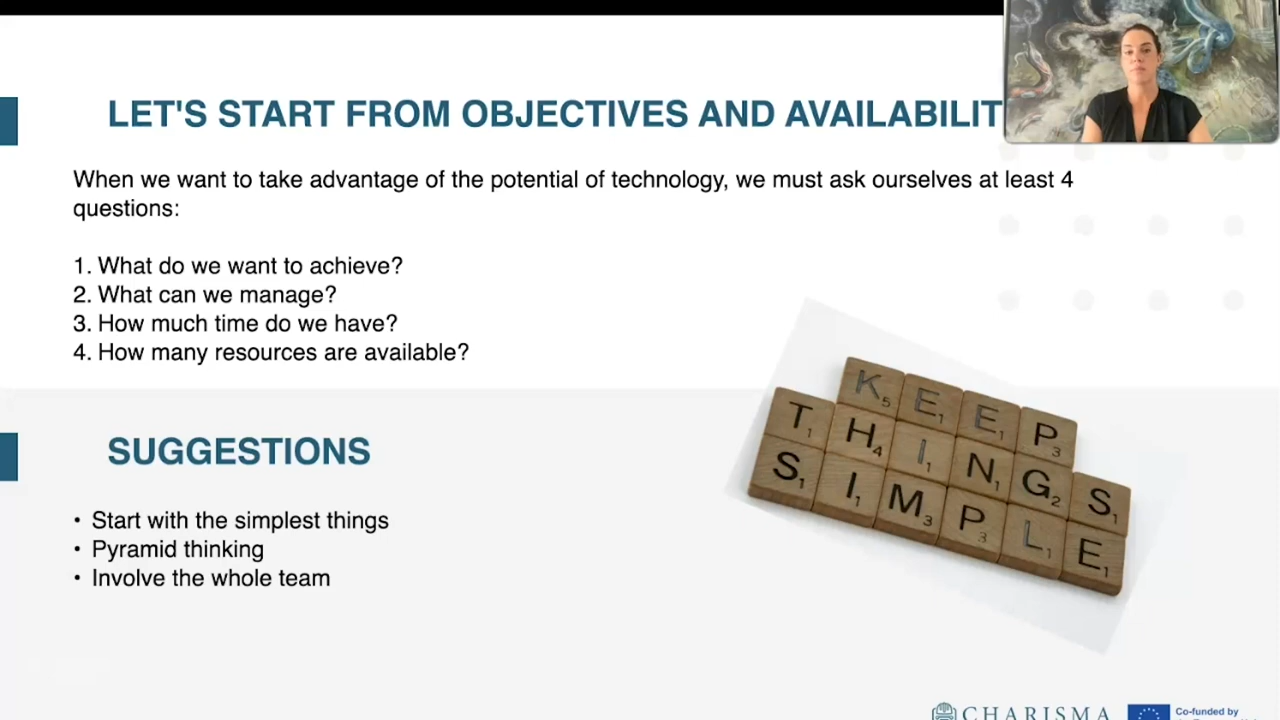 LET'S START FROM OBJECTIVES AND AVAILABILIT
When we want to take advantage of the potential of technology, we must ask ourselves at least 4
questions:
1. What do we want to achieve?
2. What can we manage?
3. How much time do we have?
4. How many resources are available?
KEEP
THINGS
SIMPLE
SUGGESTIONS
• Start with the simplest things
• Pyramid thinking
• Involve the whole team
CHARISMA
Co-funded by